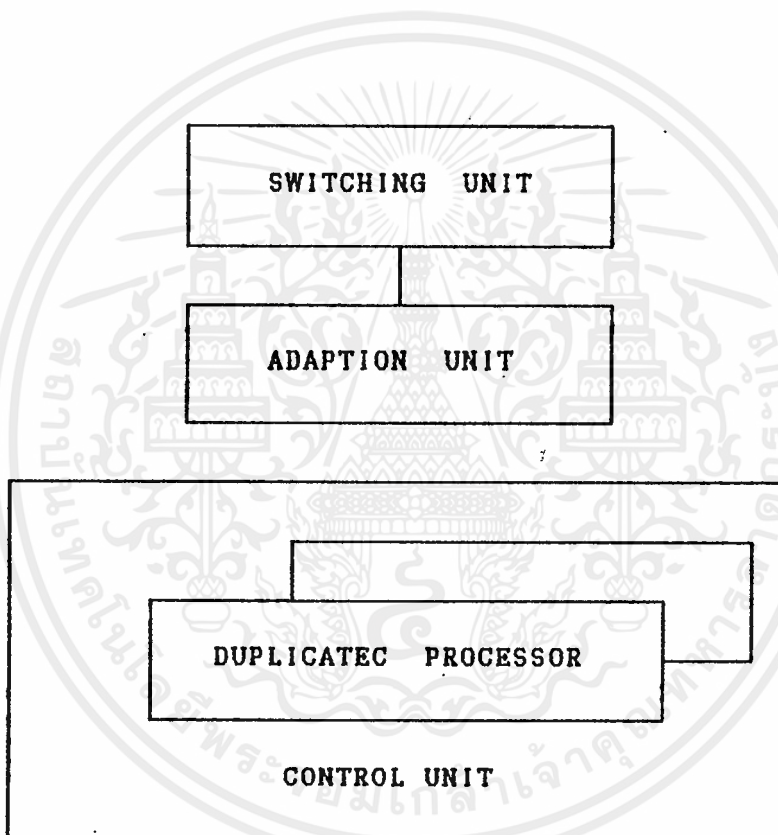 SWITCHING UNIT
ADAPTION UNIT
DUPLICATEC PROCESSOR
CONTROL UNIT